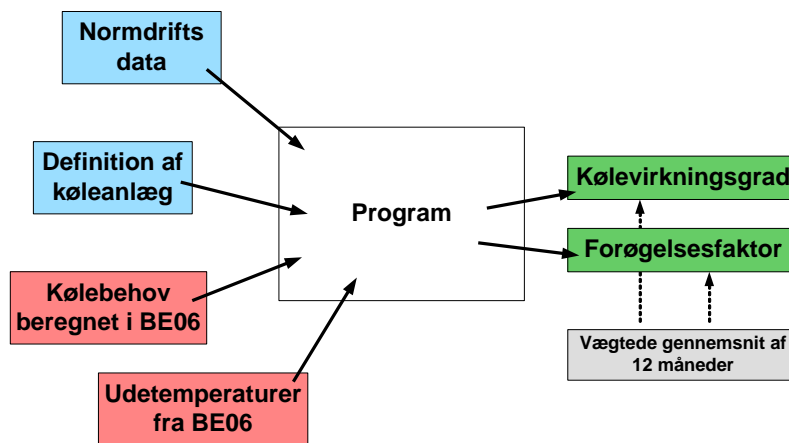 Normdrifts
data
Definition af
køleanlæg
Kølebehov
beregnet i BE06
Udetemperaturer
fra BE06
Program
Kølevirkningsgrad
Forøgelsesfaktor
Vægtede gennemsnit af
12 måneder